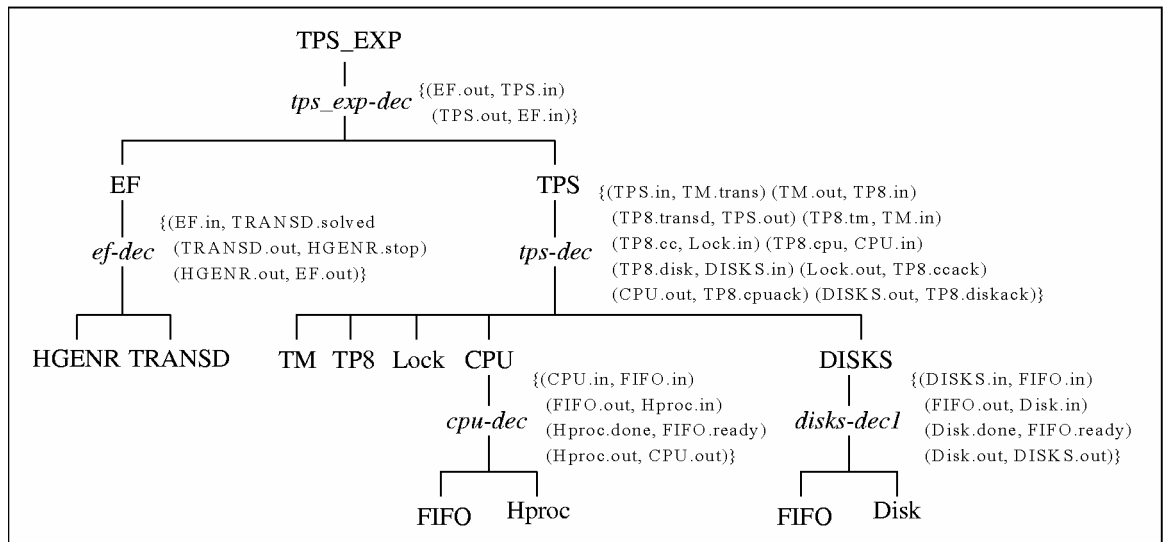 TPS_EXP
tps_exp-dec
{(EF.out, TPS.in)
(TPS.out, EF.in)}
EF
ef-dec
{(EF.in, TRANSD.solved
(TRANSD.out, HGENR.stop)
(HGENR.out, EF.out)}
TPS
tps-dec
{(TPS.in, TM.trans) (TM.out, TP8.in)
(TP8.transd, TPS.out) (TP8.tm, TM.in)
(TP8.cc, Lock.in) (TP8.cpu, CPU.in)
(TP8.disk, DISKS.in) (Lock.out, TP8.ccack)
(CPU.out, TP8.cpuack) (DISKS.out, TP8.diskack)}
HGENR TRANSD
TM TP8 Lock CPU DISKS
cpu-dec
{(CPU.in, FIFO.in)
(FIFO.out, Hproc.in)
(Hproc.done, FIFO.ready)
(Hproc.out, CPU.out)}
disks-dec1
{(DISKS.in, FIFO.in)
(FIFO.out, Disk.in)
(Disk.done, FIFO.ready)
(Disk.out, DISKS.out)}
FIFO Hproc
FIFO Disk